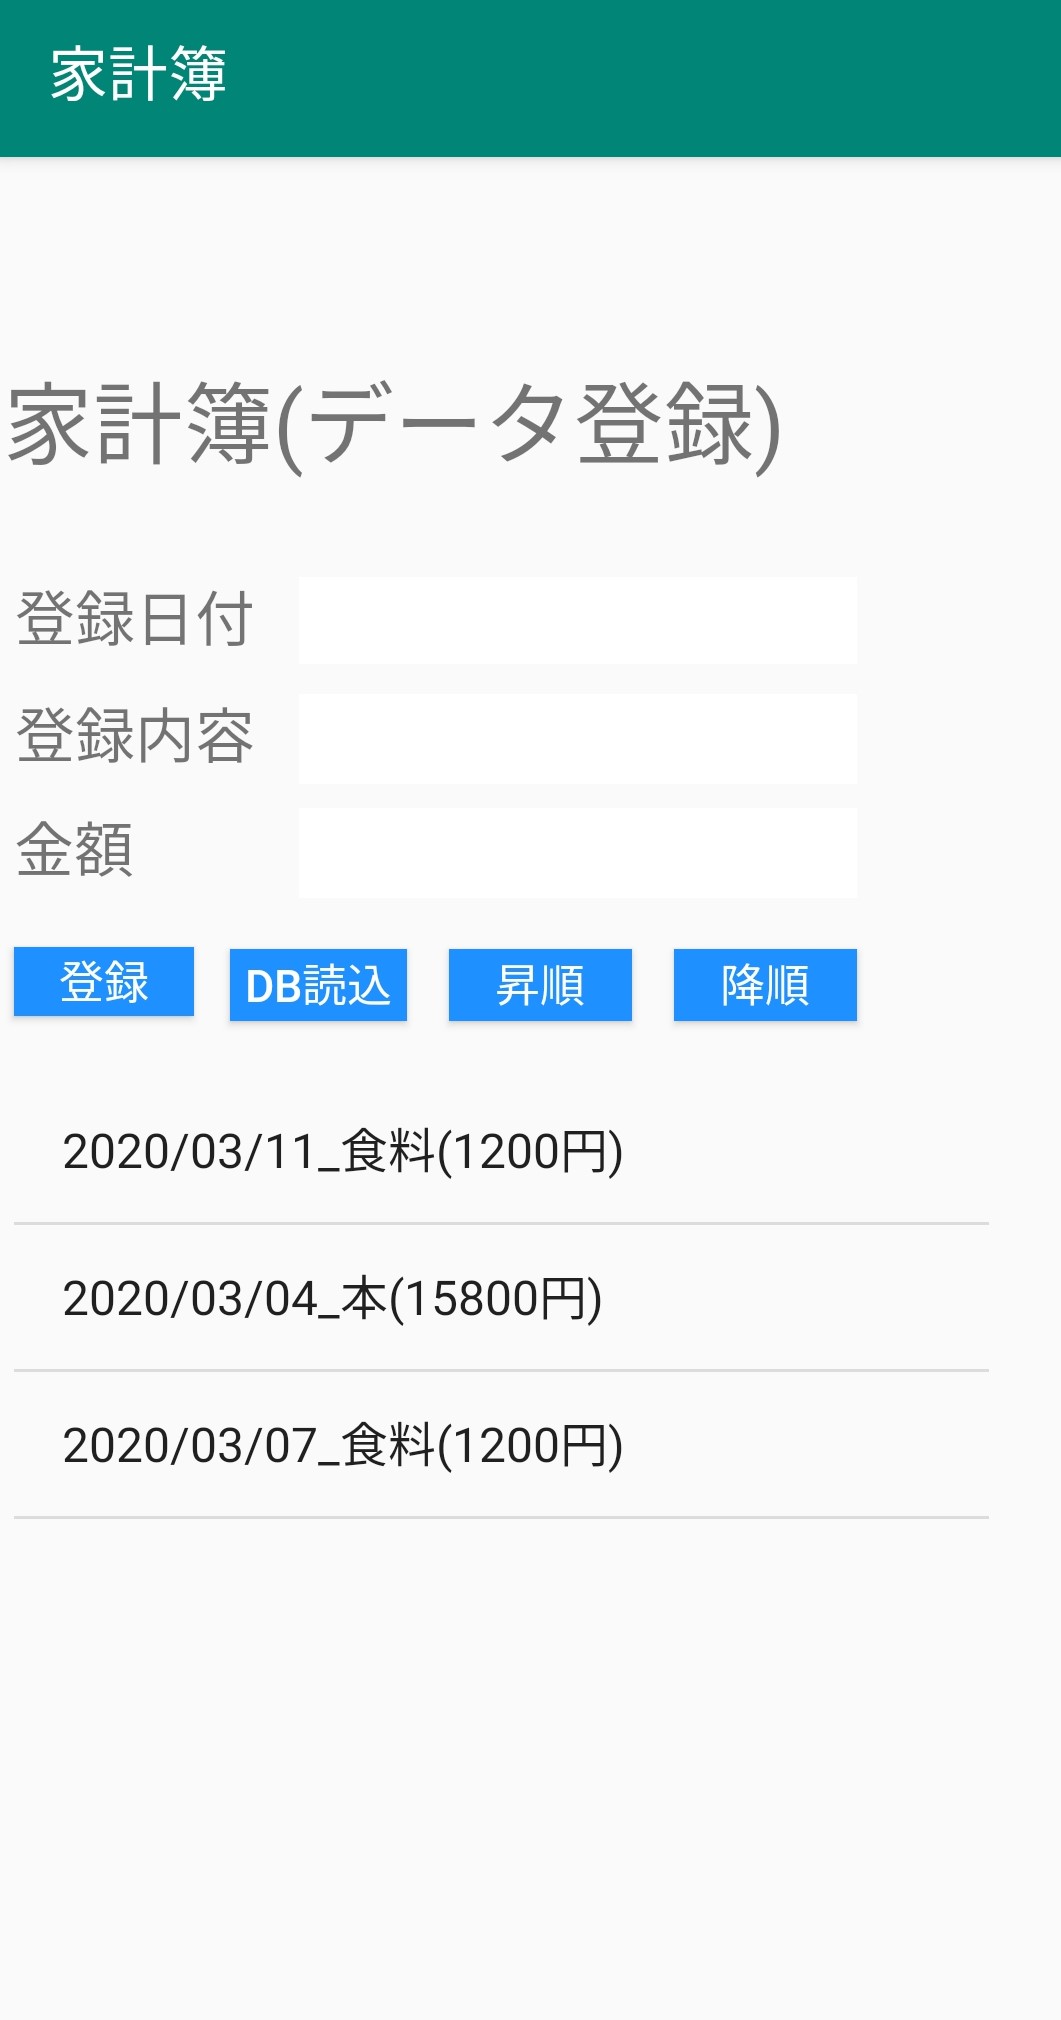 家計簿
家計簿(データ登録)
登録日付
登録内容
金額
登録 DB読込 昇順 降順
2020/03/11_食料(1200円)
2020/03/04_本(15800円)
2020/03/07_食料(1200円)